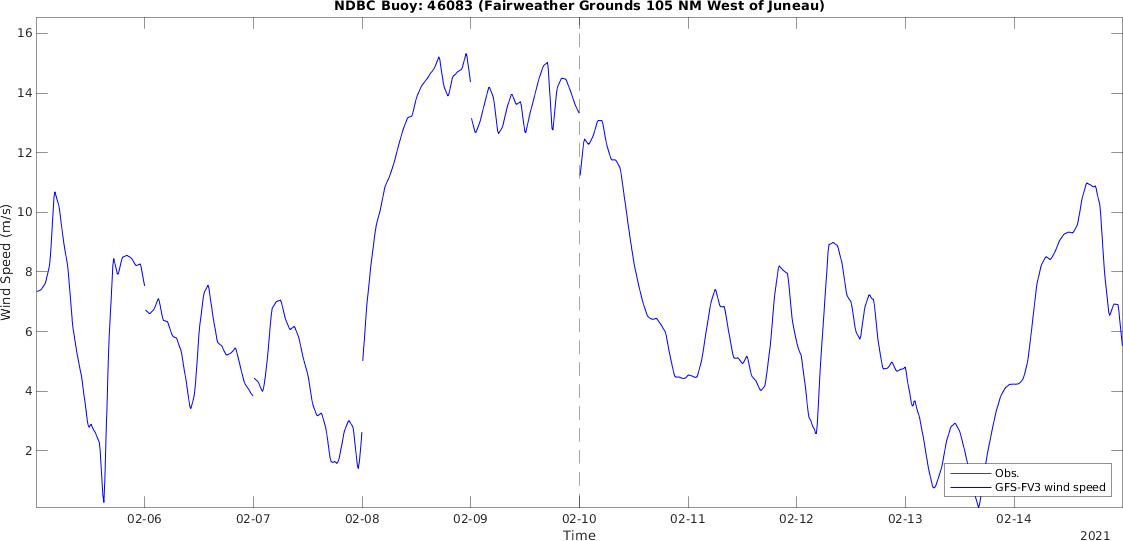 NDBC Buoy: 46083 (Fairweather Grounds 105 NM West of Juneau)
16
14
12
10
8
6
4
2
Wind Speed (m/s)
Obs.
GFS-FV3 wind speed
02-06 02-07 02-08 02-09 02-10 02-11 02-12 02-13 02-14
Time
2021